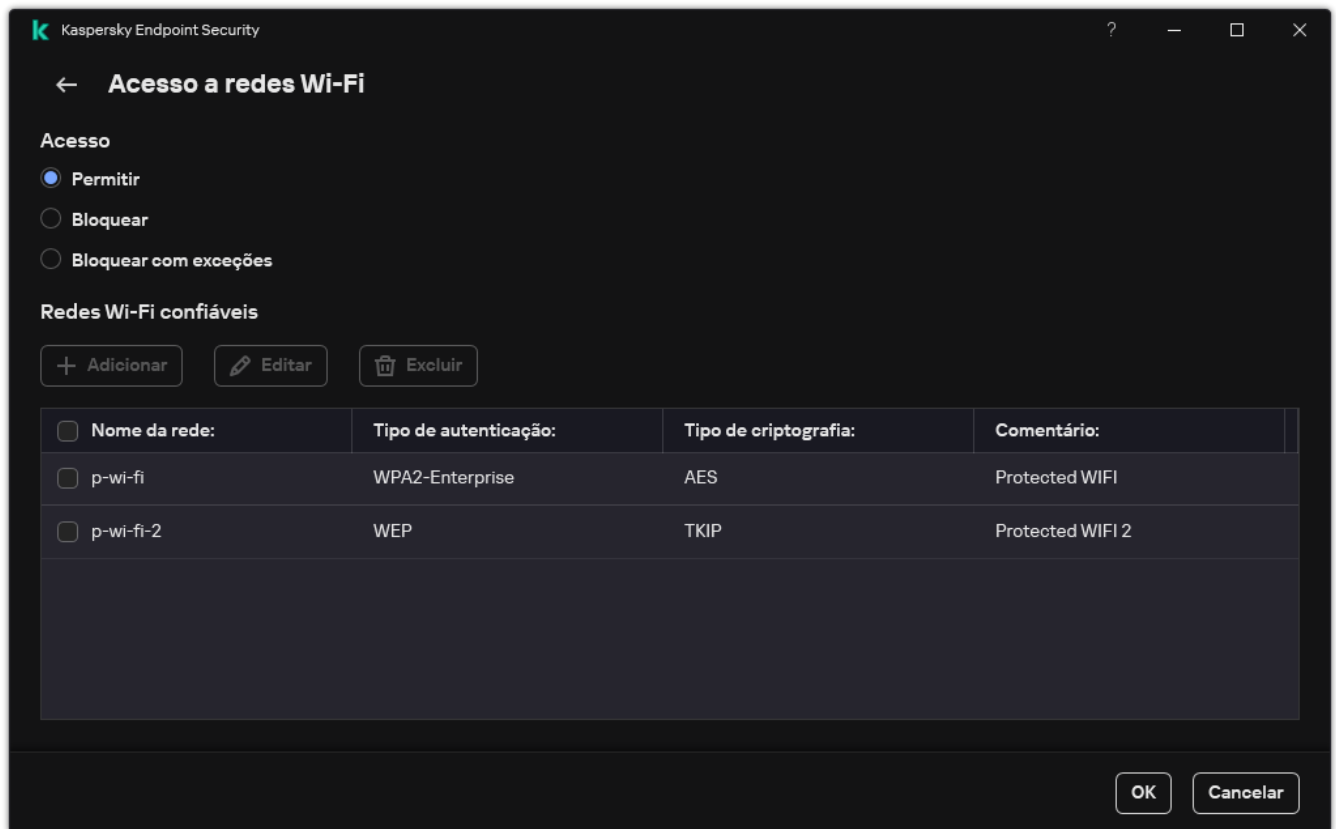 Kaspersky Endpoint Security ?
Acesso a redes Wi-Fi
Acesso
Permitir
Bloquear
Bloquear com exceções
Redes Wi-Fi confiáveis
Adicionar Editar Excluir
Nome da rede: Tipo de autenticação: Tipo de criptografia: Comentário:
p-wi-fi WPA2-Enterprise AES Protected WIFI
p-wi-fi-2 WEP TKIP Protected WIFI 2
OK Cancelar